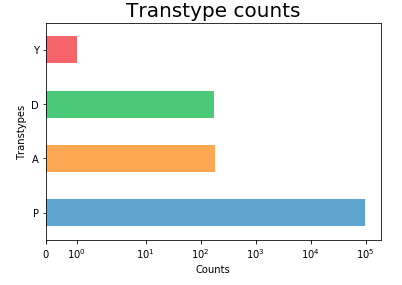 Transtype counts
Y
D
A
P
Transtypes
0
10⁰
10¹
10²
10³
10⁴
10⁵
Counts